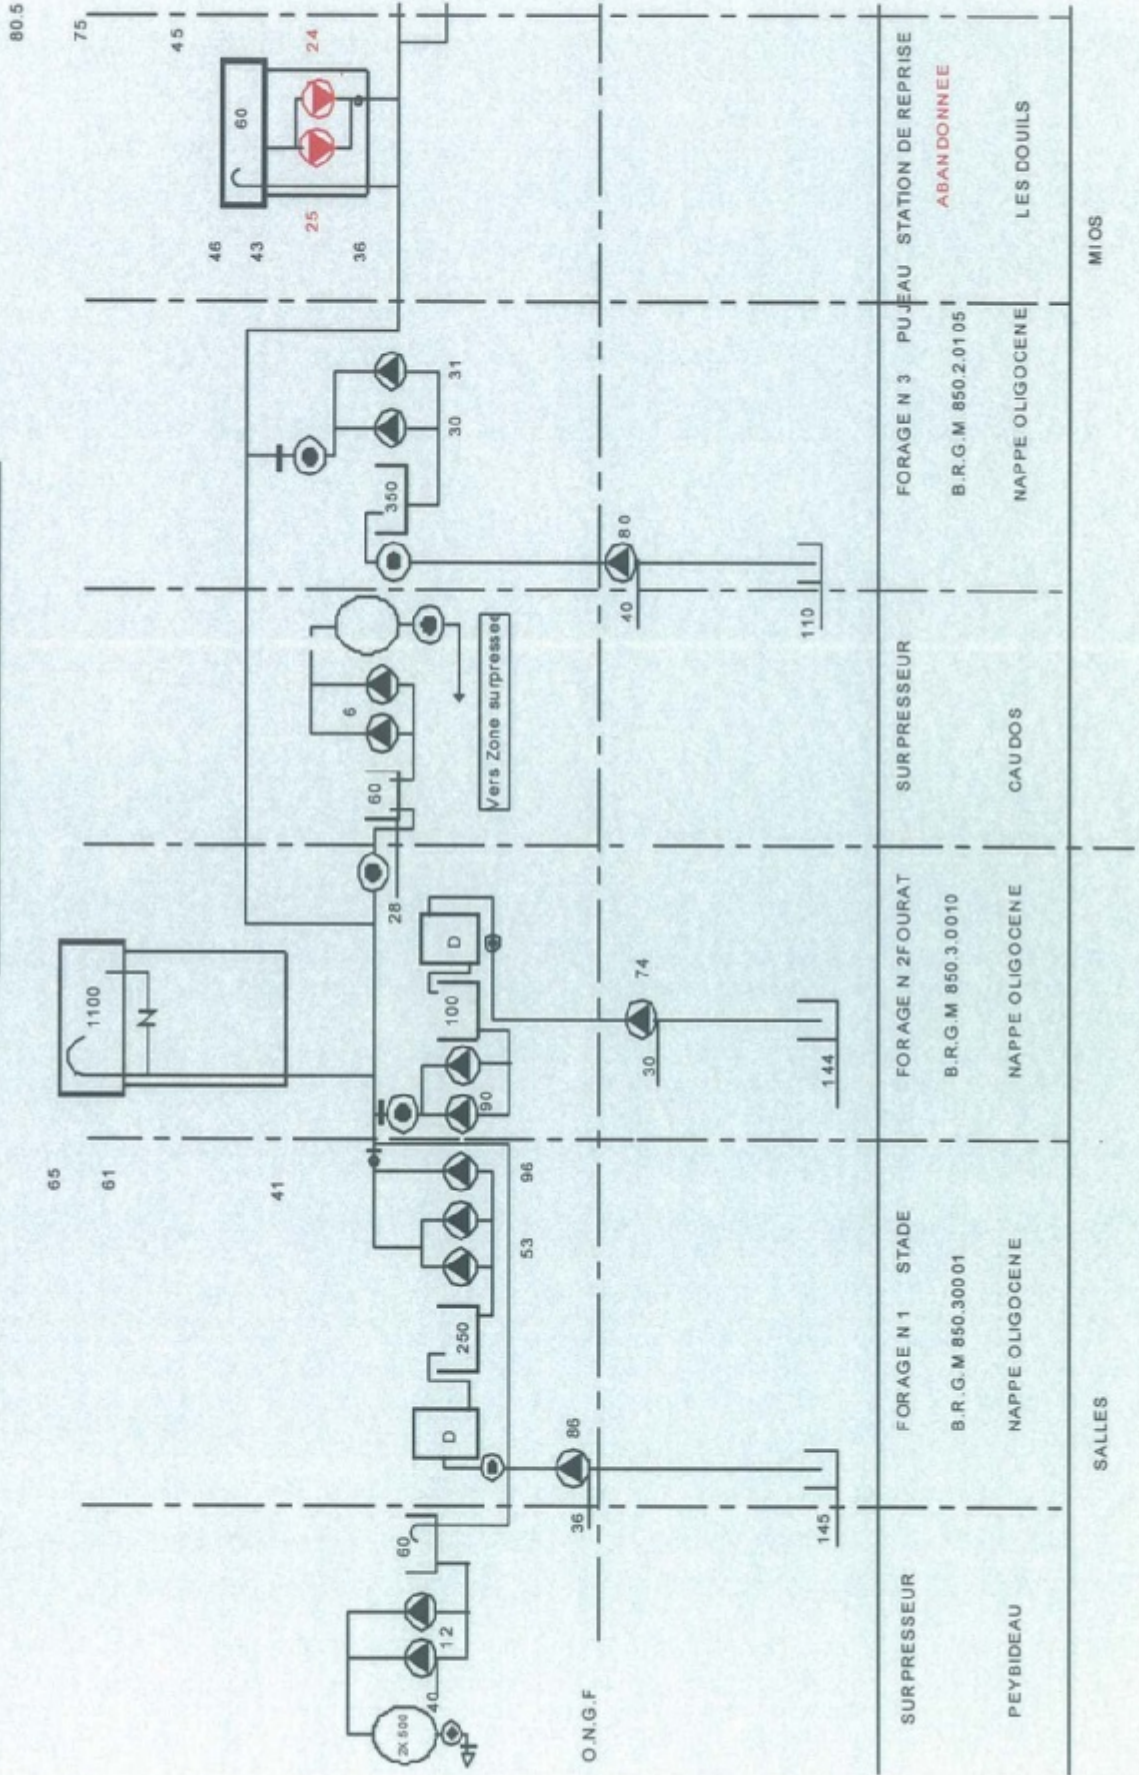 80.5
75
45
24
60
25
46
43
36
31
30
350
80
40
110
6
60
Vers Zone surpressee
28
1100
D
100
90
74
30
144
65
61
41
96
53
250
D
86
36
145
60
12
40
2X 500
O.N.G.F
SURPRESSEUR
PEYBIDEAU
FORAGE N 1 STADE
B.R.G.M 850.30001
NAPPE OLIGOCENE
FORAGE N 2FOURAT
B.R.G.M 850.3.0010
NAPPE OLIGOCENE
SURPRESSEUR
CAUDOS
FORAGE N 3 PUJEAU
B.R.G.M 850.2.0105
NAPPE OLIGOCENE
STATION DE REPRISE
ABANDONNEE
LES DOUILS
SALLES
MIOS